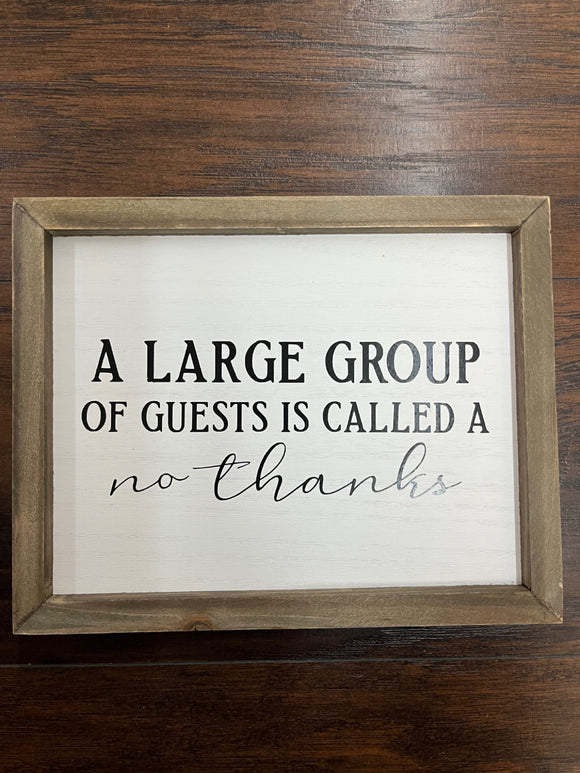 A LARGE GROUP
OF GUESTS IS CALLED A
no thanks